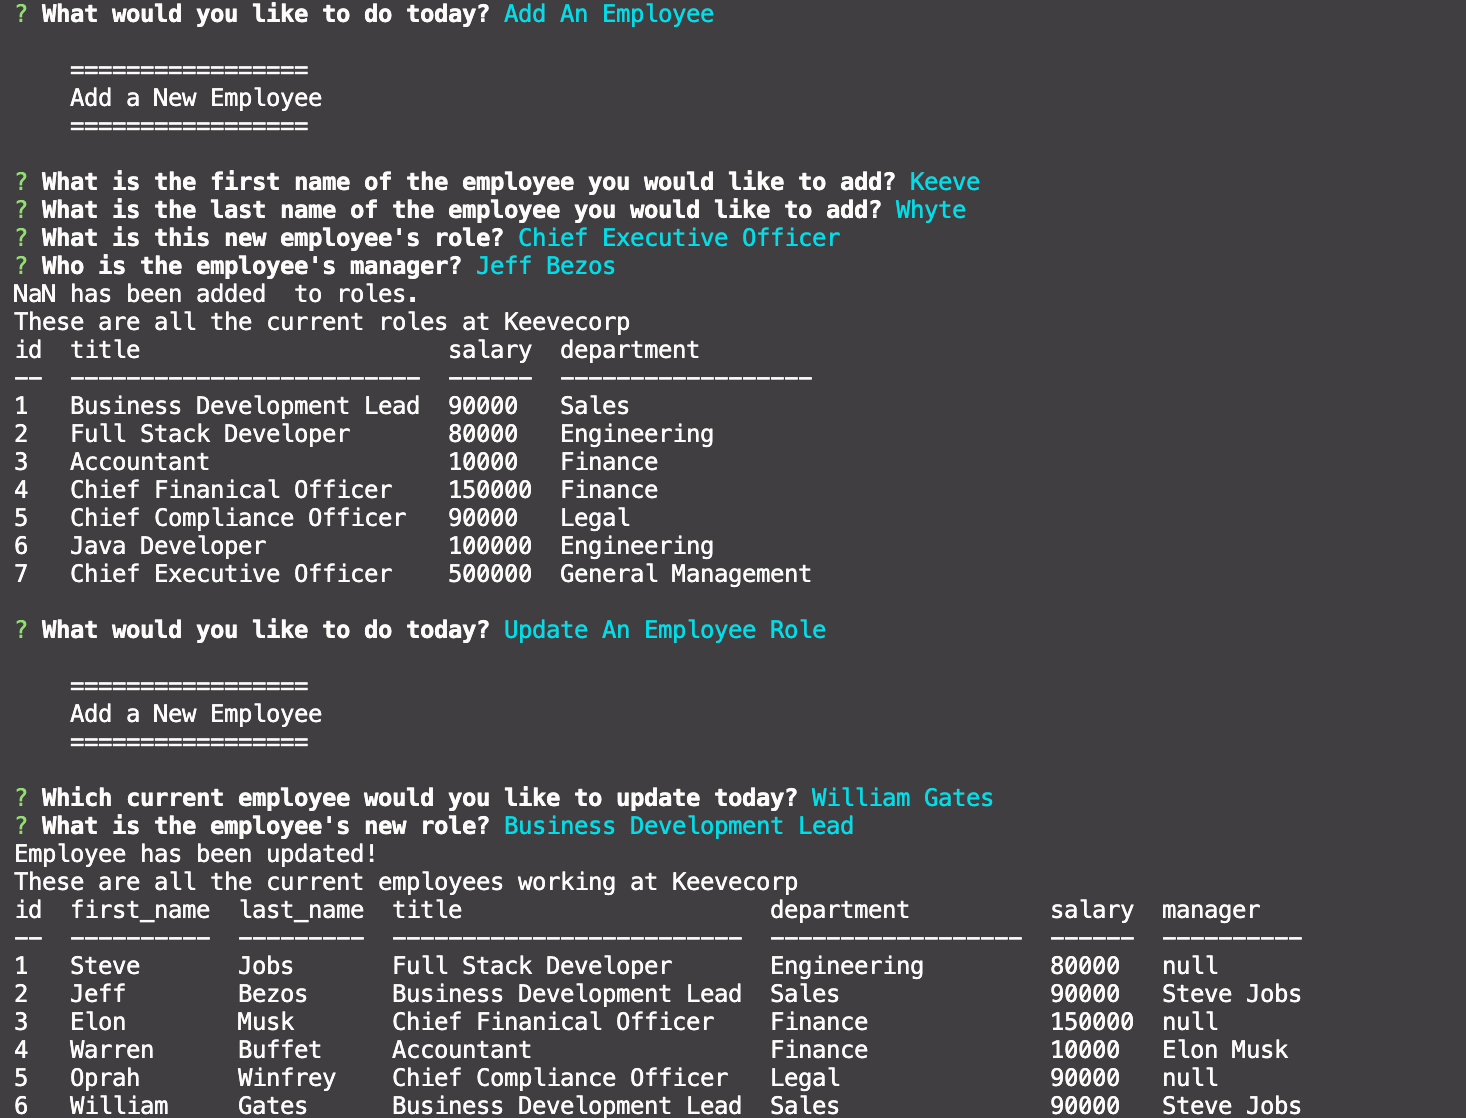 ? What would you like to do today? Add An Employee
=================
Add a New Employee
=================
? What is the first name of the employee you would like to add? Keeve
? What is the last name of the employee you would like to add? Whyte
? What is this new employee's role? Chief Executive Officer
? Who is the employee's manager? Jeff Bezos
NaN has been added  to roles.
These are all the current roles at Keevecorp
id  title                      salary  department
--  -------------------------  ------  ------------------
1   Business Development Lead  90000   Sales
2   Full Stack Developer       80000   Engineering
3   Accountant                 10000   Finance
4   Chief Finanical Officer    150000  Finance
5   Chief Compliance Officer   90000   Legal
6   Java Developer             100000  Engineering
7   Chief Executive Officer    500000  General Management
? What would you like to do today? Update An Employee Role
=================
Add a New Employee
=================
? Which current employee would you like to update today? William Gates
? What is the employee's new role? Business Development Lead
Employee has been updated!
These are all the current employees working at Keevecorp
id  first_name  last_name  title                      department          salary  manager
--  ----------  ---------  -------------------------  ------------------  ------  ----------
1   Steve       Jobs       Full Stack Developer       Engineering         80000   null
2   Jeff        Bezos      Business Development Lead  Sales               90000   Steve Jobs
3   Elon        Musk       Chief Finanical Officer    Finance             150000  null
4   Warren      Buffet     Accountant                 Finance             10000   Elon Musk
5   Oprah       Winfrey    Chief Compliance Officer   Legal               90000   null
6   William     Gates      Business Development Lead  Sales               90000   Steve Jobs